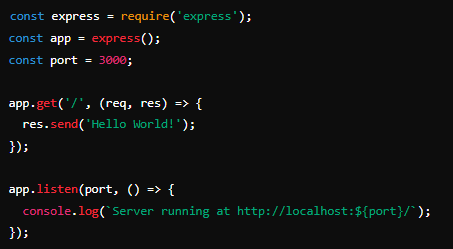 const express = require('express');
const app = express();
const port = 3000;

app.get('/', (req, res) => {
  res.send('Hello World!');
});

app.listen(port, () => {
  console.log(`Server running at http://localhost:${port}/`);
});